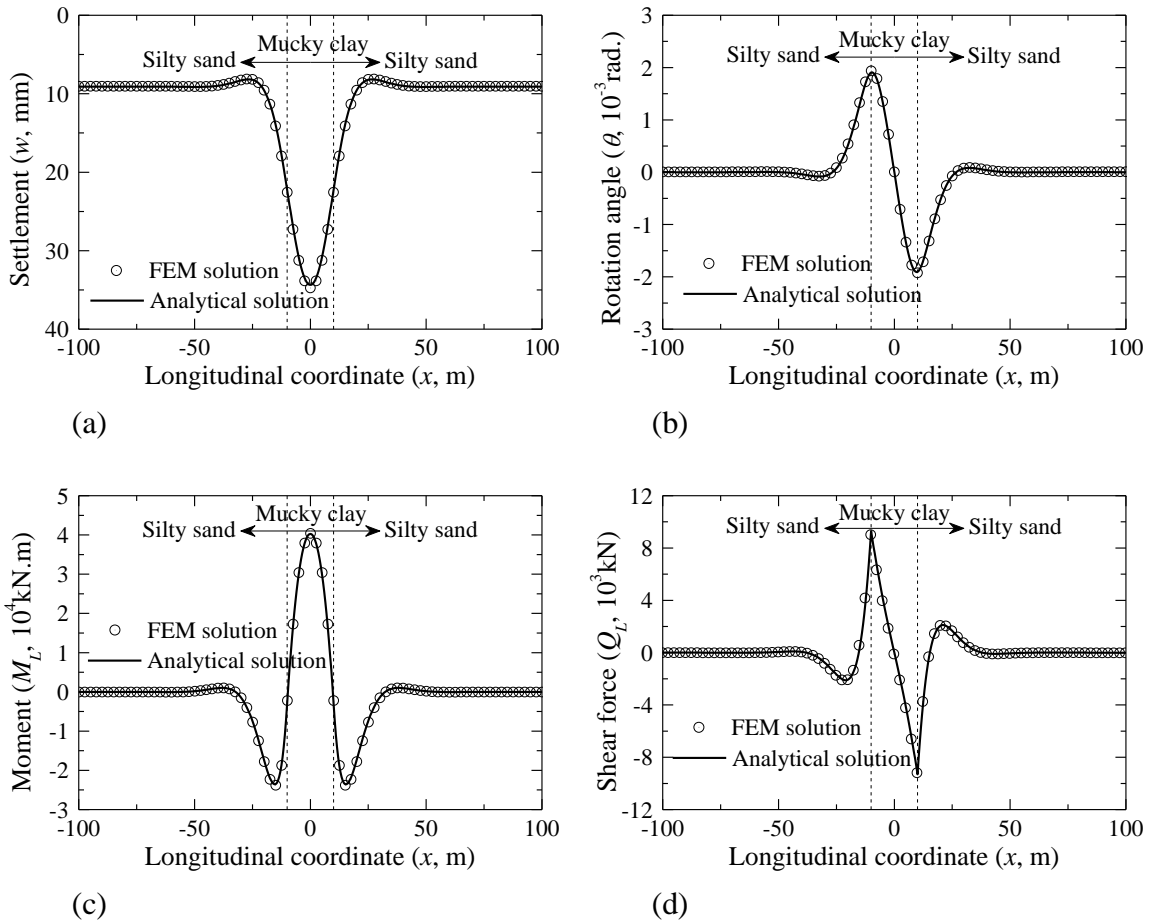 0
10
20
30
40
Settlement (w, mm)
Mucky clay
Silty sand
Silty sand
FEM solution
Analytical solution
-100
-50
0
50
100
Longitudinal coordinate (x, m)
(a)
3
2
1
0
-1
-2
-3
Rotation angle (θ, 10⁻³rad.)
Mucky clay
Silty sand
Silty sand
FEM solution
Analytical solution
-100
-50
0
50
100
Longitudinal coordinate (x, m)
(b)
5
4
3
2
1
0
-1
-2
-3
Moment (M_L, 10⁴kN.m)
Mucky clay
Silty sand
Silty sand
FEM solution
Analytical solution
-100
-50
0
50
100
Longitudinal coordinate (x, m)
(c)
12
8
4
0
-4
-8
-12
Shear force (Q_L, 10³kN)
Mucky clay
Silty sand
Silty sand
FEM solution
Analytical solution
-100
-50
0
50
100
Longitudinal coordinate (x, m)
(d)